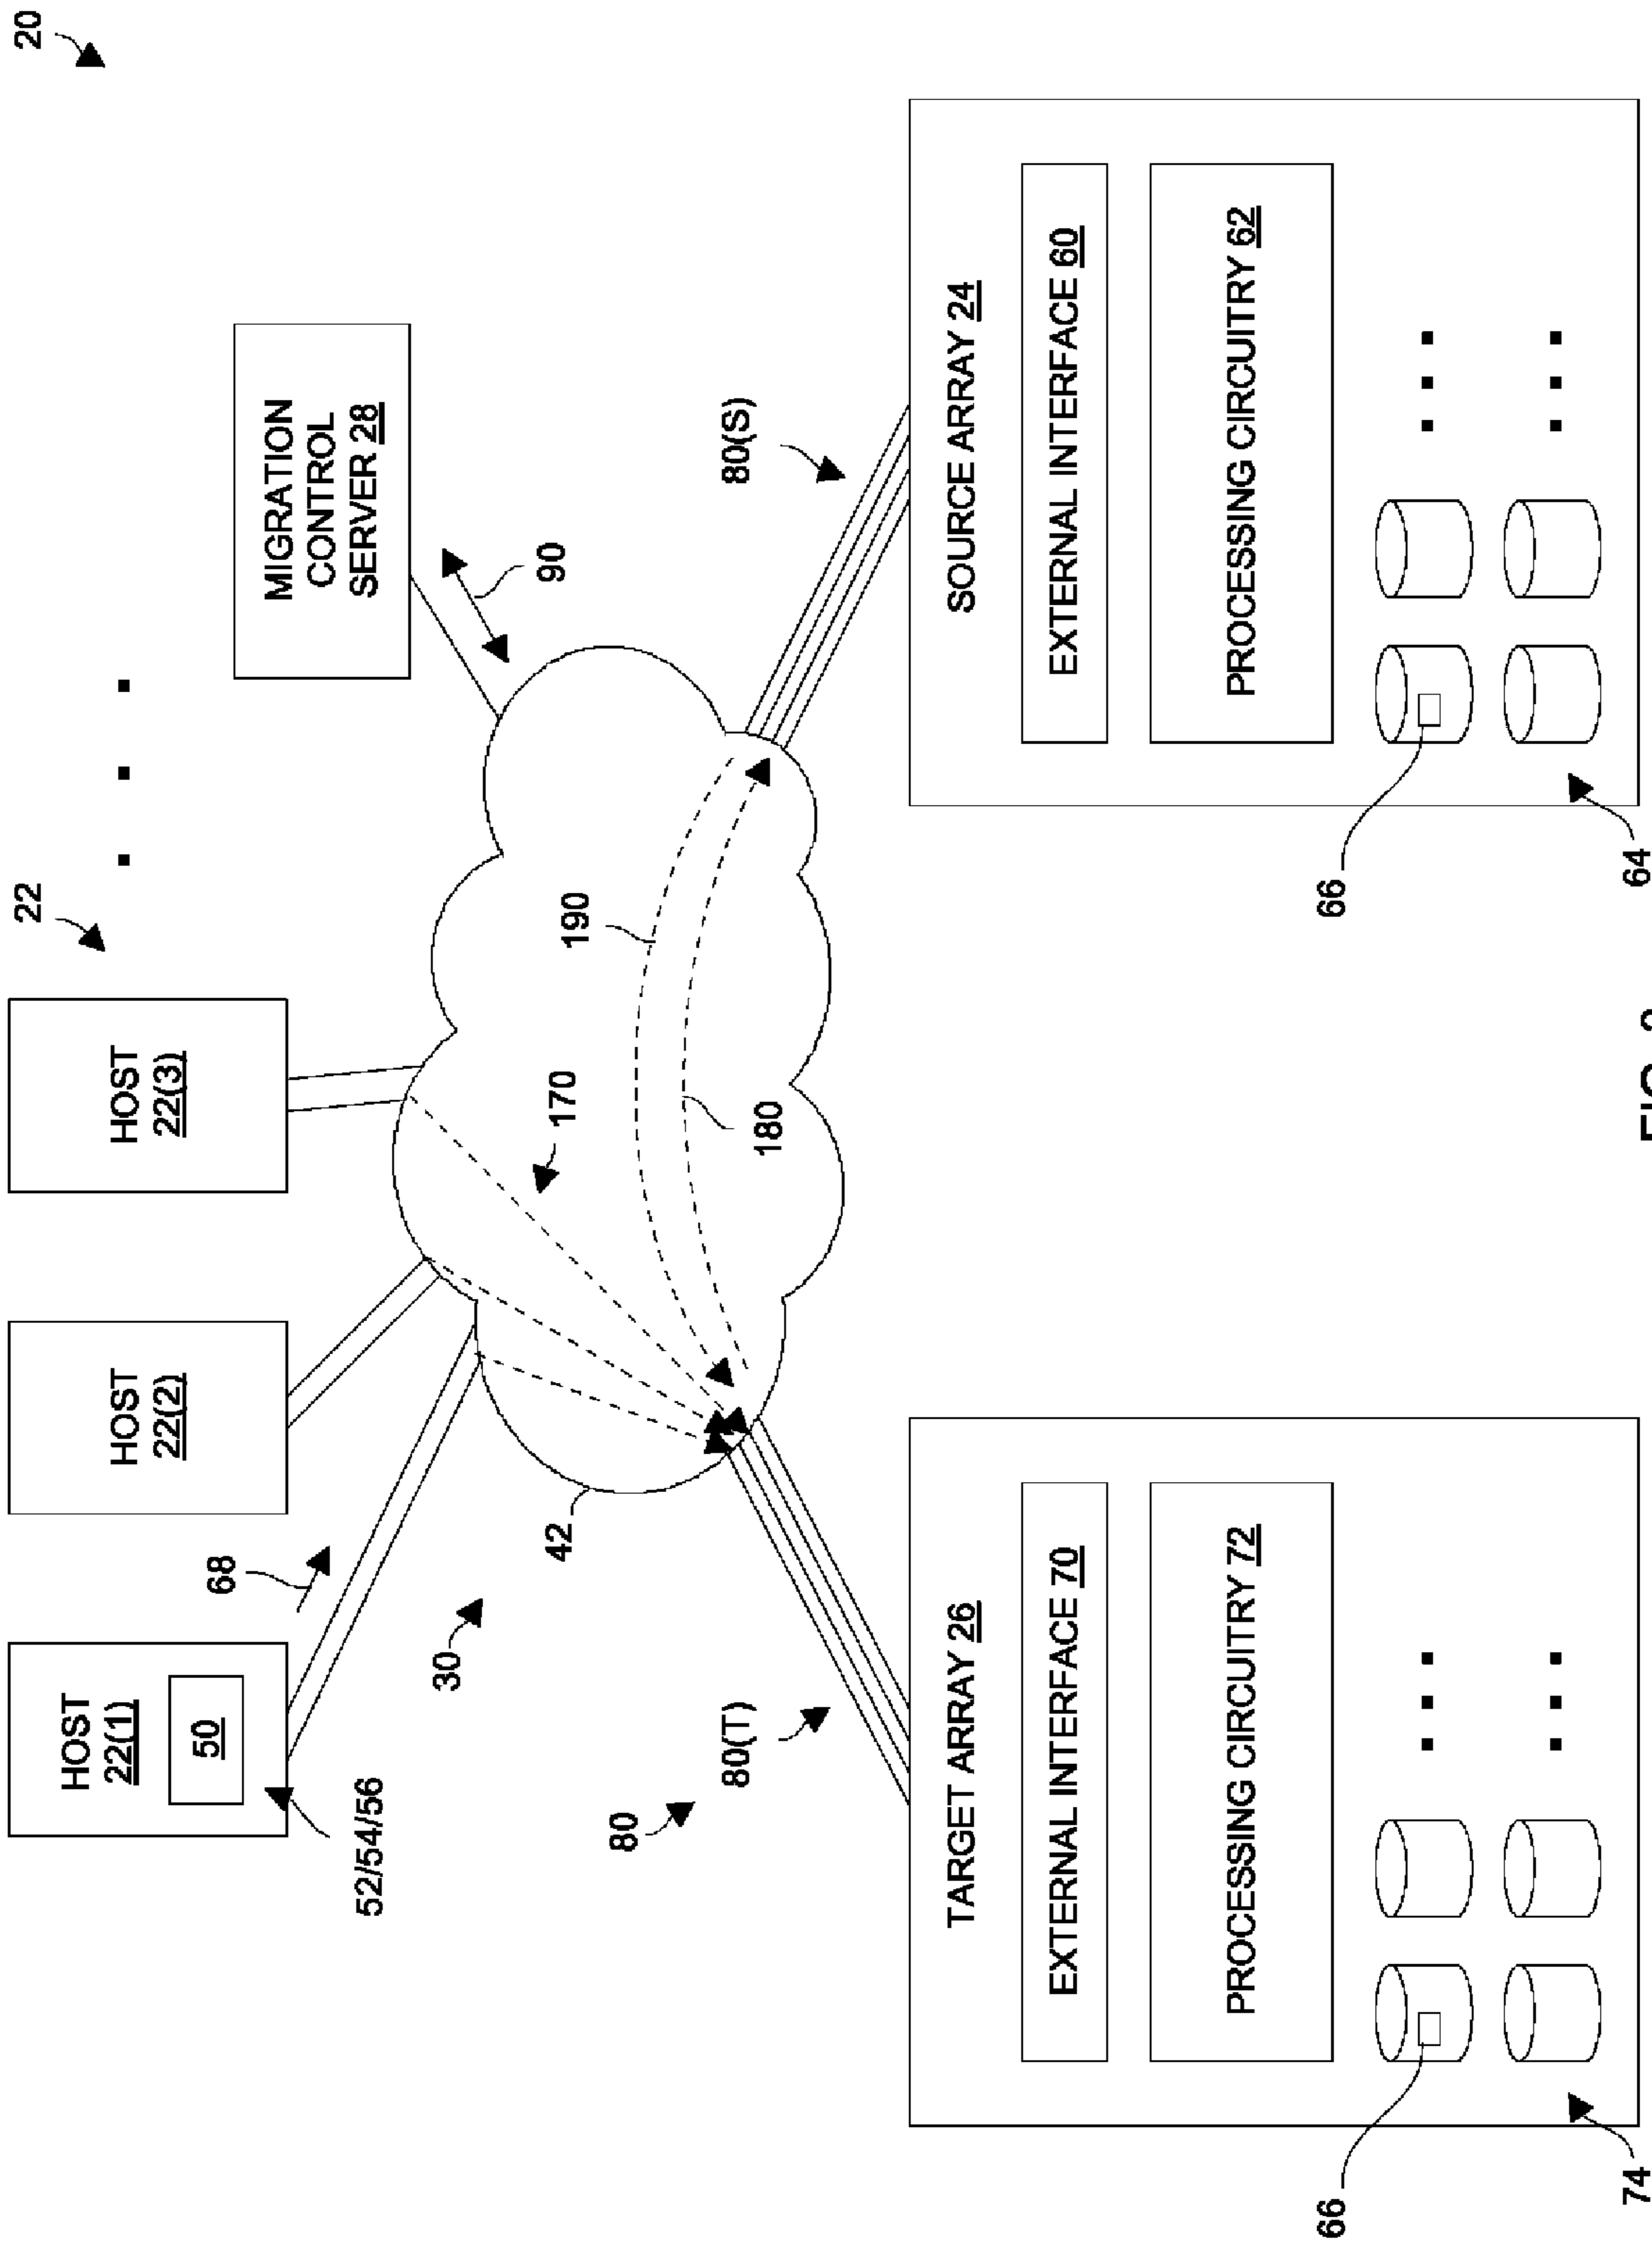 20
22
HOST
22(1)
50
HOST
22(2)
HOST
22(3)
52/54/56
68
MIGRATION
CONTROL
SERVER 28
90
30
42
170
190
180
80
80(T)
80(S)
TARGET ARRAY 26
EXTERNAL INTERFACE 70
PROCESSING CIRCUITRY 72
66
74
SOURCE ARRAY 24
EXTERNAL INTERFACE 60
PROCESSING CIRCUITRY 62
66
64
FIG.